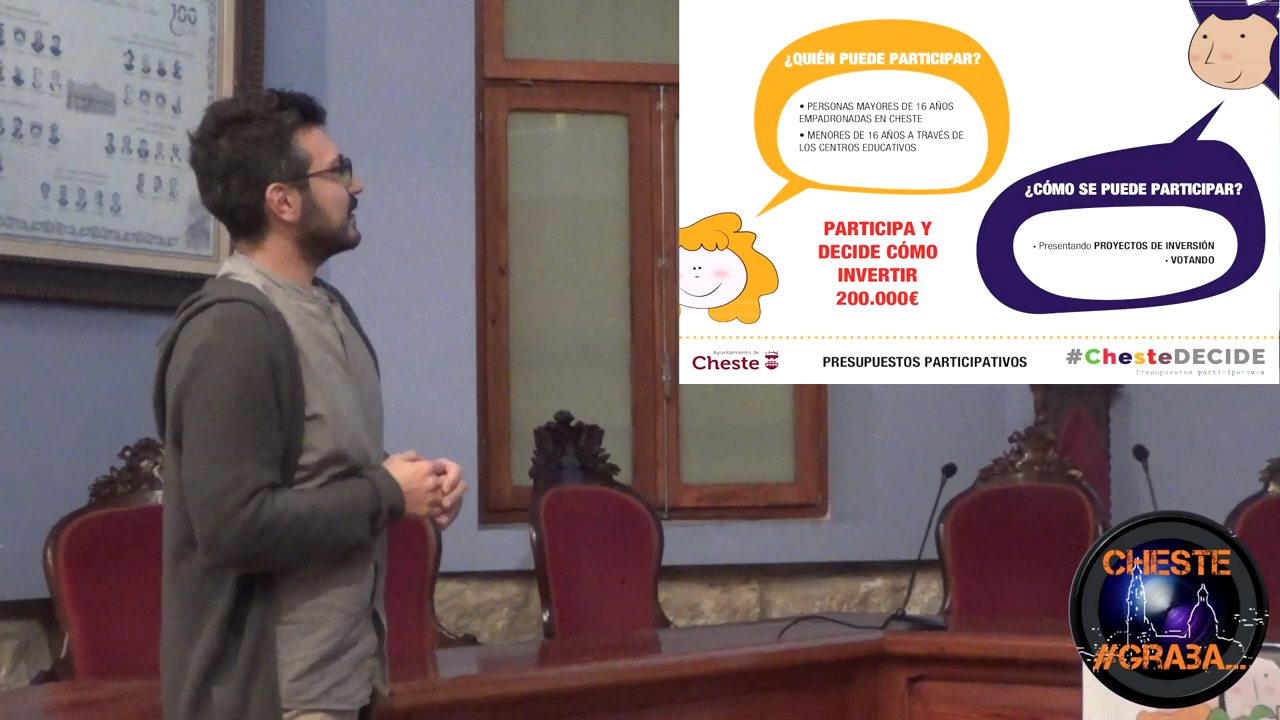 100
¿QUIÉN PUEDE PARTICIPAR?
• PERSONAS MAYORES DE 16 AÑOS
EMPADRONADAS EN CHESTE
• MENORES DE 16 AÑOS A TRAVÉS DE
LOS CENTROS EDUCATIVOS
¿CÓMO SE PUEDE PARTICIPAR?
• Presentando PROYECTOS DE INVERSIÓN
• VOTANDO
PARTICIPA Y
DECIDE CÓMO
INVERTIR
200.000€
Ayuntamiento de
Cheste
PRESUPUESTOS PARTICIPATIVOS
#ChesteDECIDE
Presupuestos participativos
CHESTE
#GRABA...